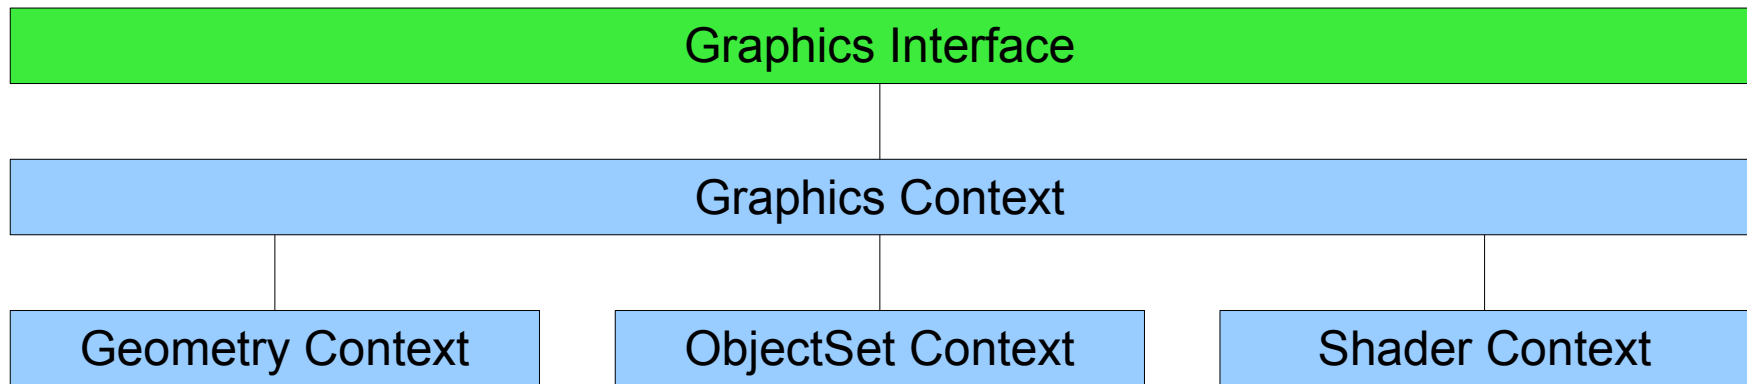 Graphics Interface
Graphics Context
Geometry Context
ObjectSet Context
Shader Context